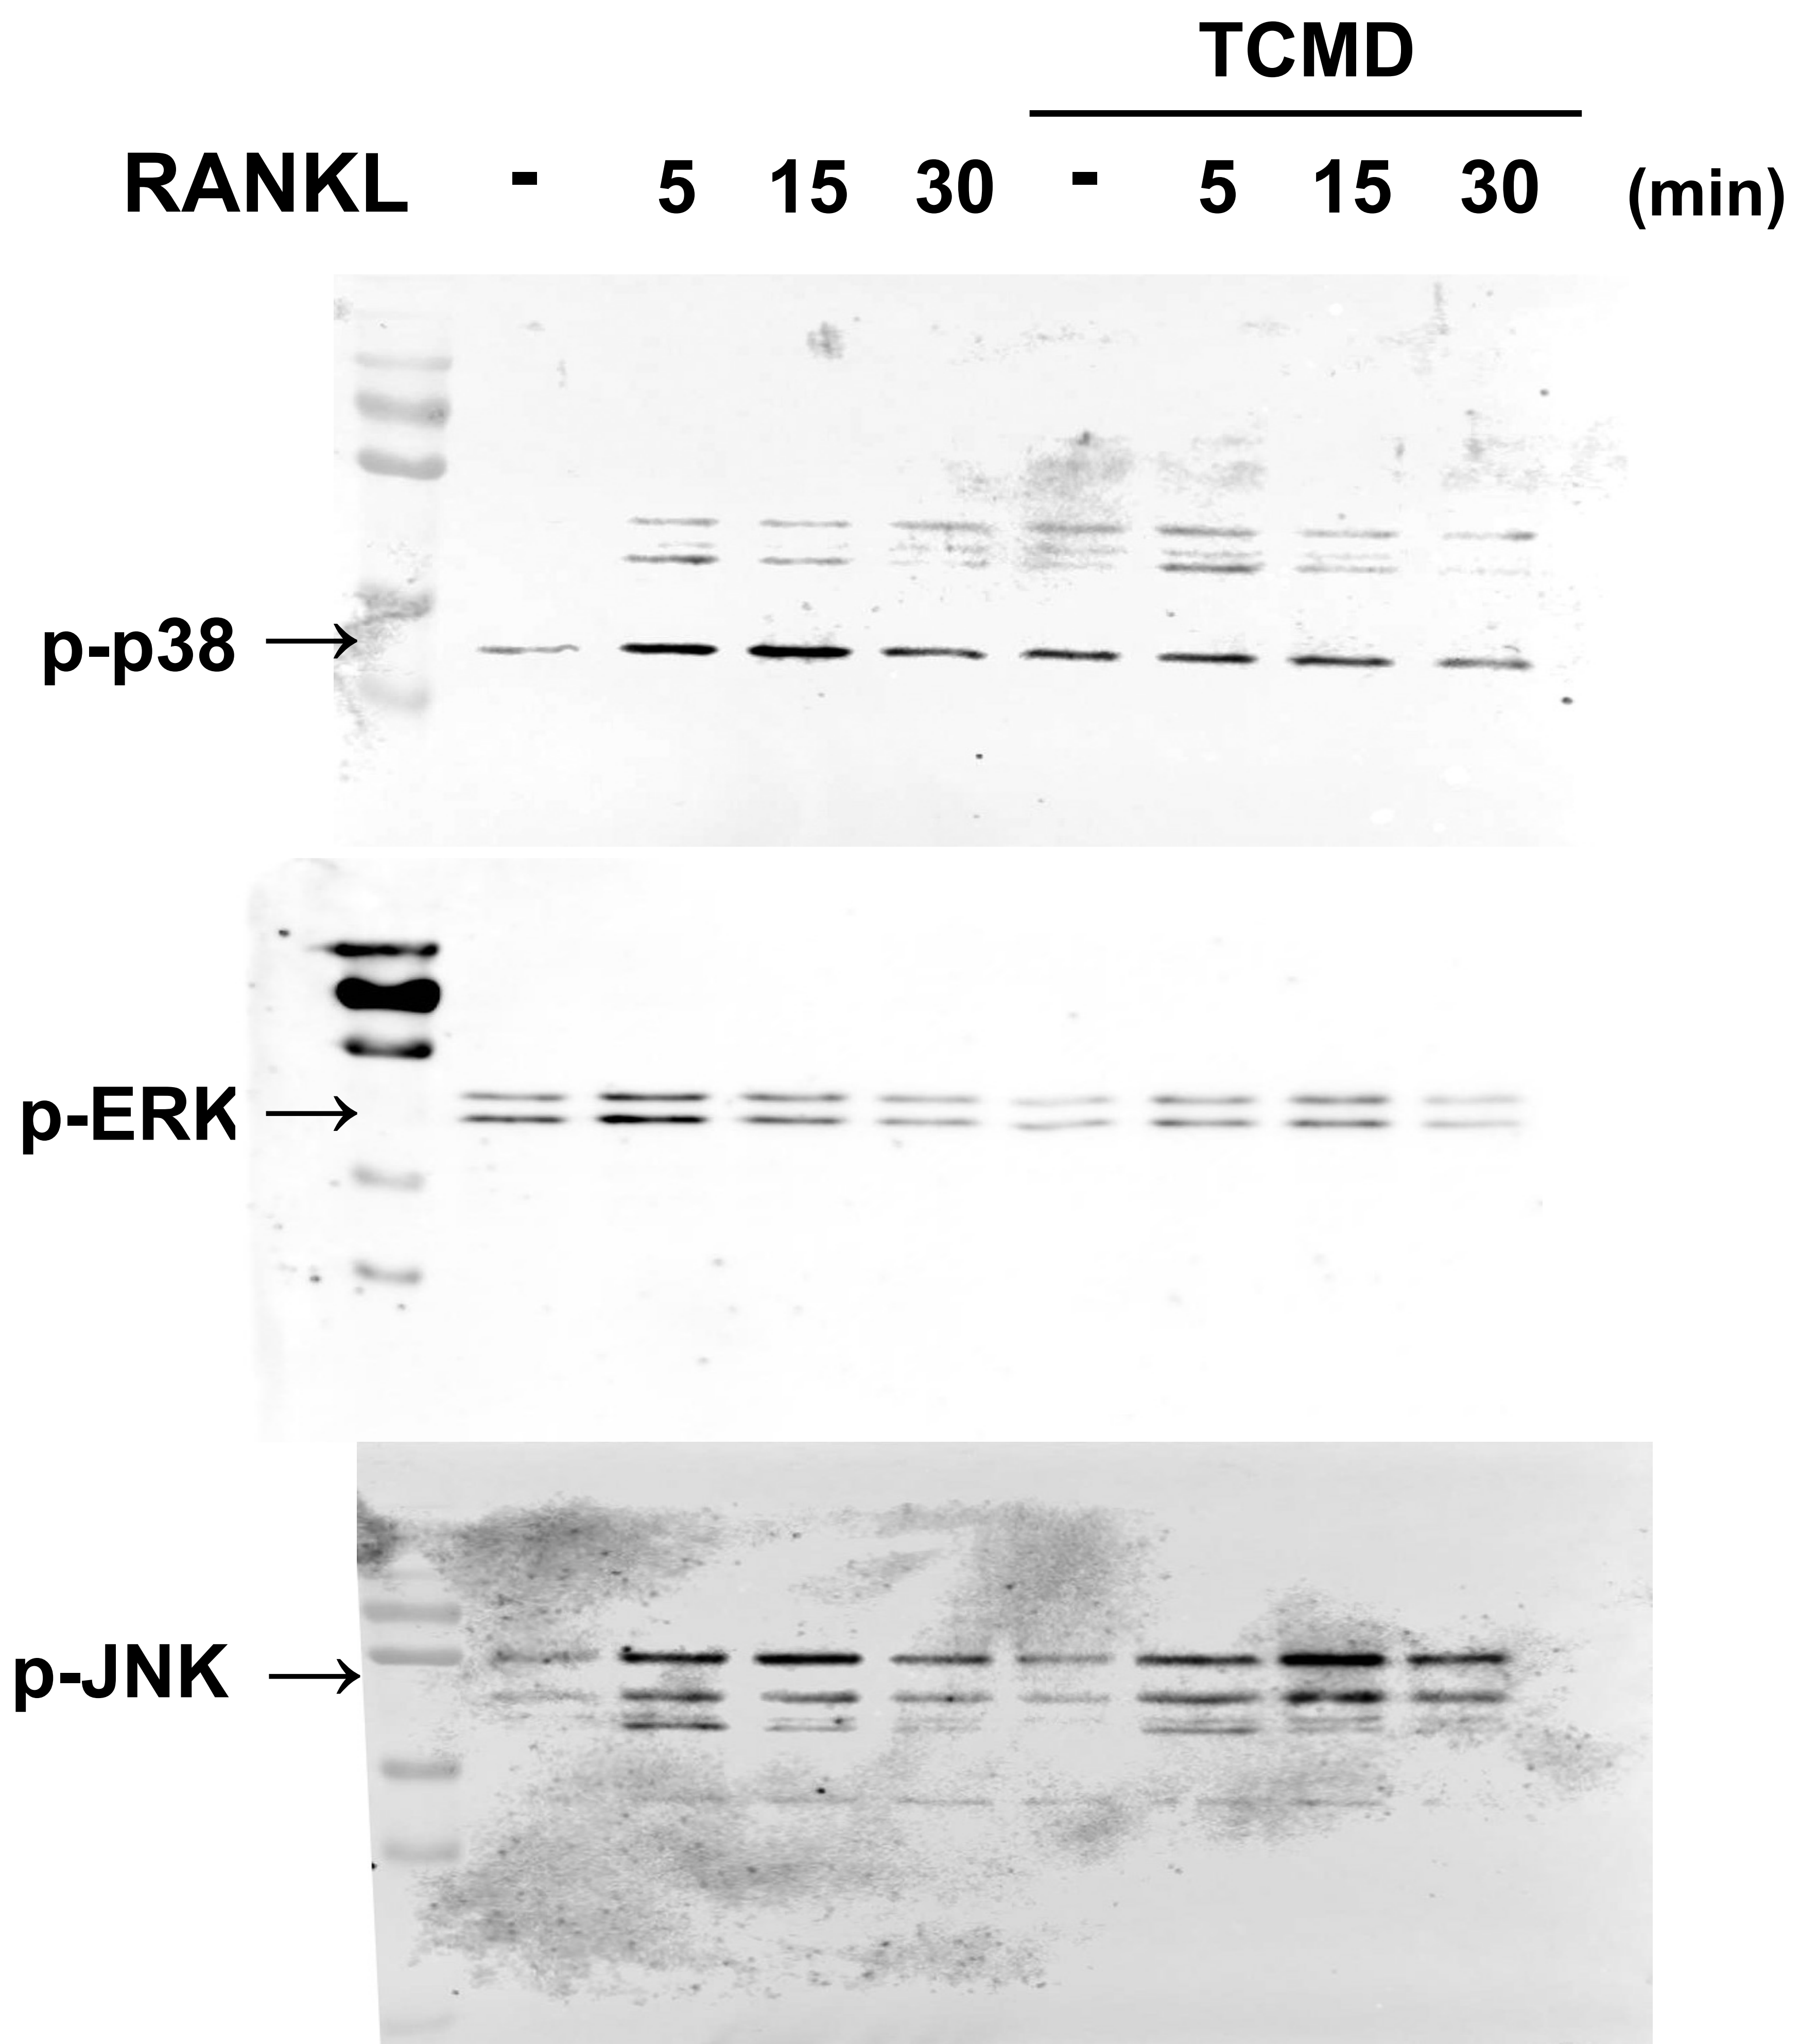 TCMD
RANKL - 5 15 30 - 5 15 30 (min)
p-p38
p-ERK
p-JNK